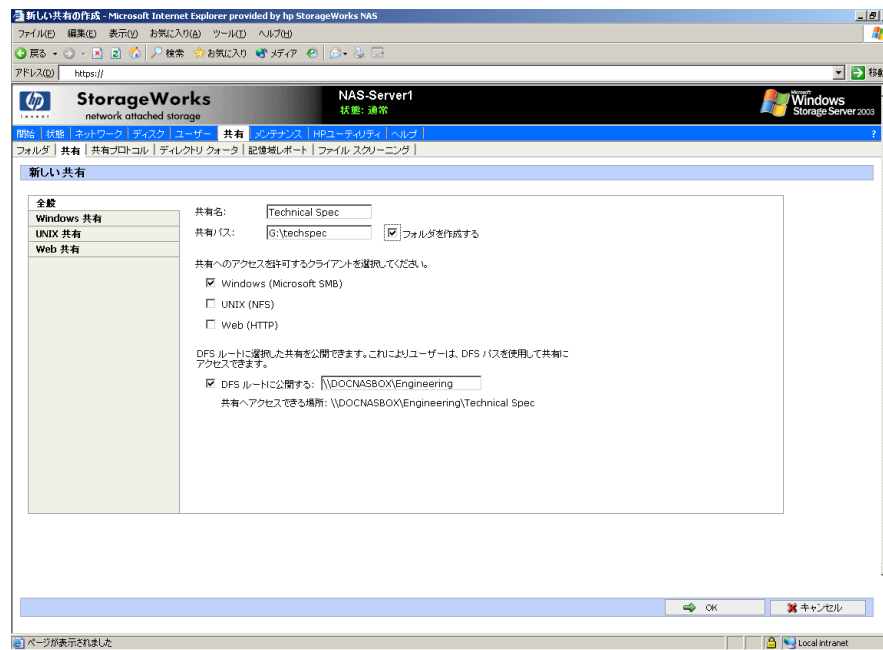 新しい共有の作成 - Microsoft Internet Explorer provided by hp StorageWorks NAS
ファイル(F) 編集(E) 表示(V) お気に入り(A) ツール(T) ヘルプ(H)
戻る 検索 お気に入り メディア
アドレス(D) https:// 移動
hp invent StorageWorks NAS-Server1 Microsoft Windows
network attached storage 状態: 通常 Storage Server 2003
開始 | 状態 | ネットワーク | ディスク | ユーザー | 共有 | メンテナンス | HPユーティリティ | ヘルプ | ?
フォルダ | 共有 | 共有プロトコル | ディレクトリ クォータ | 記憶域レポート | ファイル スクリーニング |
新しい共有
全般
Windows 共有
UNIX 共有
Web 共有
共有名: Technical Spec
共有パス: G:\techspec フォルダを作成する
共有へのアクセスを許可するクライアントを選択してください。
Windows (Microsoft SMB)
UNIX (NFS)
Web (HTTP)
DFS ルートに選択した共有を公開できます。これによりユーザーは、DFS パスを使用して共有に
アクセスできます。
DFS ルートに公開する: \\DOCNASBOX\Engineering
共有へアクセスできる場所: \\DOCNASBOX\Engineering\Technical Spec
OK キャンセル
ページが表示されました Local intranet